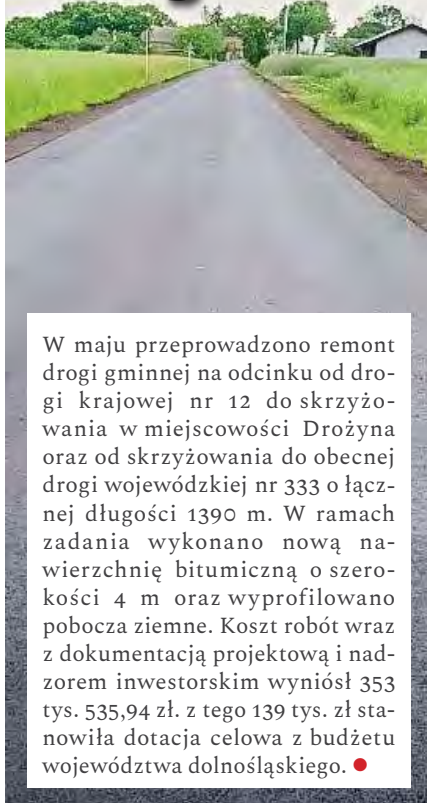 W maju przeprowadzono remont
drogi gminnej na odcinku od dro-
gi krajowej nr 12 do skrzyżo-
wania w miejscowości Drożyna
oraz od skrzyżowania do obecnej
drogi wojewódzkiej nr 333 o łącz-
nej długości 1390 m. W ramach
zadania wykonano nową na-
wierzchnię bitumiczną o szero-
kości 4 m oraz wyprofilowano
pobocza ziemne. Koszt robót wraz
z dokumentacją projektową i nad-
zorem inwestorskim wyniósł 353
tys. 535,94 zł. z tego 139 tys. zł sta-
nowiła dotacja celowa z budżetu
województwa dolnośląskiego.